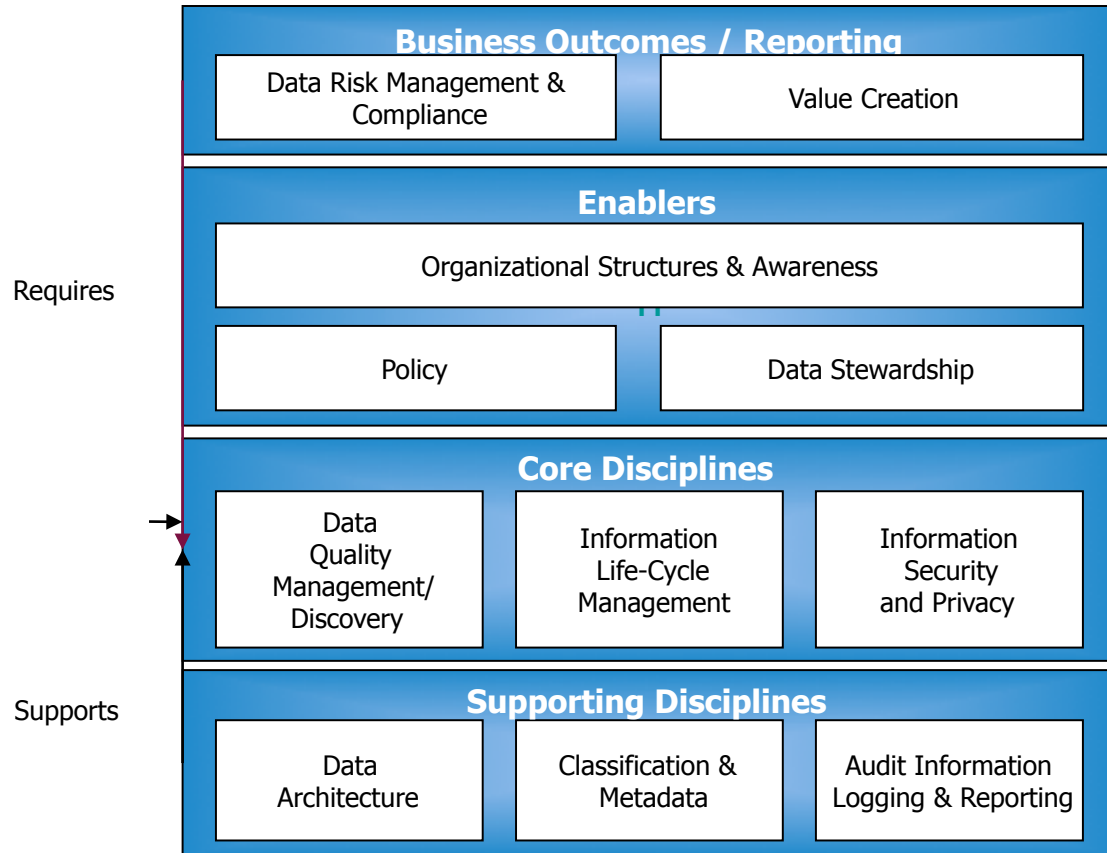 Business Outcomes / Reporting
Data Risk Management &
Compliance
Value Creation
Enablers
Organizational Structures & Awareness
Requires
Policy
Data Stewardship
Core Disciplines
Data
Quality
Management/
Discovery
Information
Life-Cycle
Management
Information
Security
and Privacy
Supports
Supporting Disciplines
Data
Architecture
Classification &
Metadata
Audit Information
Logging & Reporting